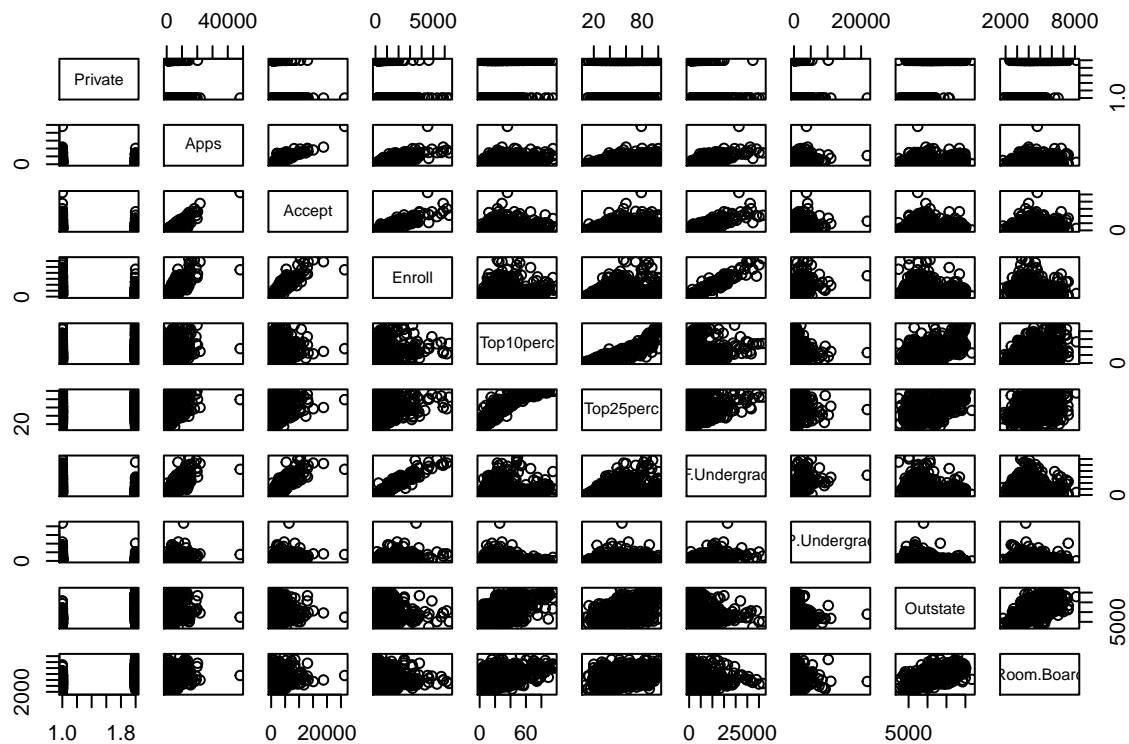 0 40000 0 5000 20 80 0 20000 2000 8000
Private 1.0
0 Apps
Accept 0
0 Enroll
Top10perc 0
20 Top25perc
F.Undergrad 0
0 P.Undergrad
Outstate 5000
2000 Room.Board
1.0 1.8 0 20000 0 60 0 25000 5000